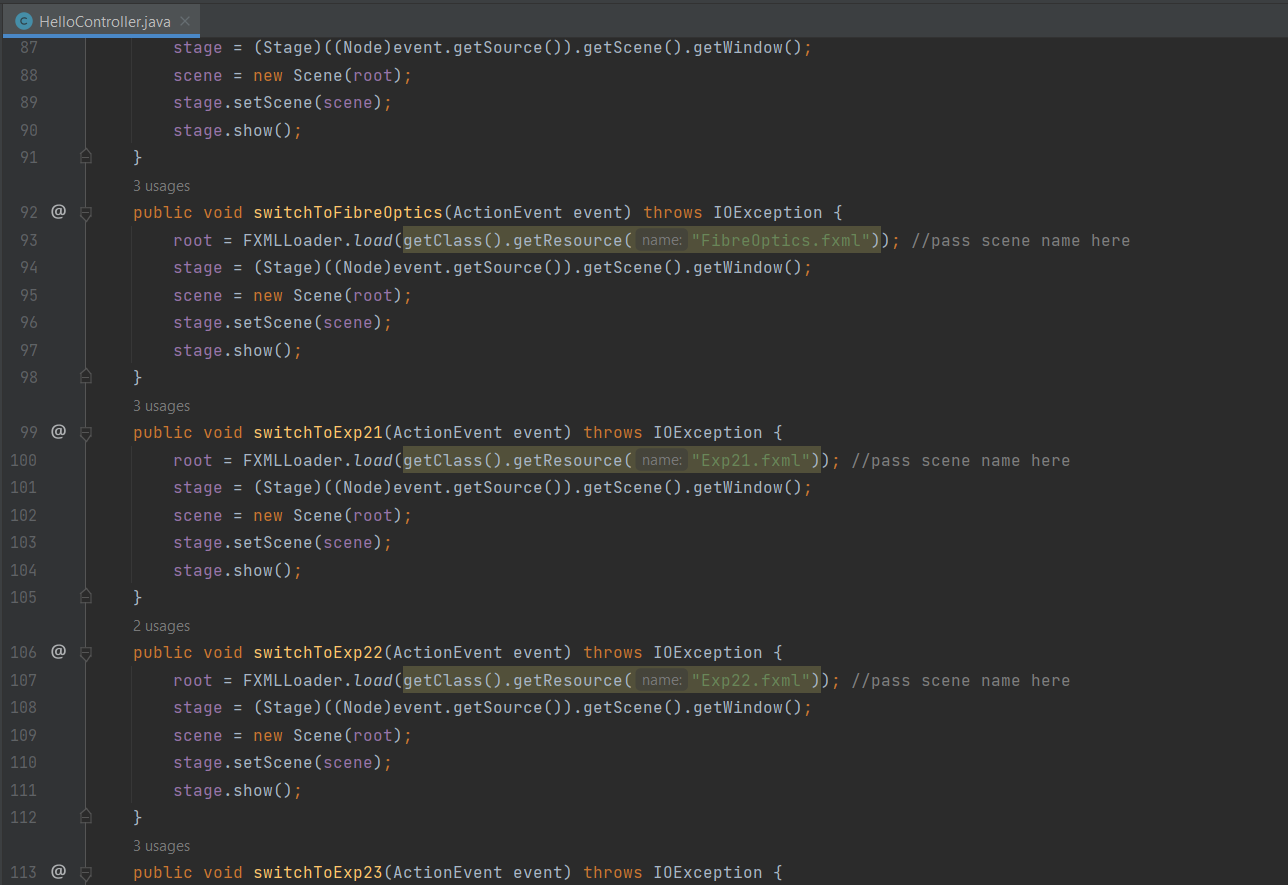 HelloController.java
87 stage = (Stage)((Node)event.getSource()).getScene().getWindow();
88 scene = new Scene(root);
89 stage.setScene(scene);
90 stage.show();
91 }
3 usages
92 @ public void switchToFibreOptics(ActionEvent event) throws IOException {
93 root = FXMLLoader.load(getClass().getResource( name: "FibreOptics.fxml")); //pass scene name here
94 stage = (Stage)((Node)event.getSource()).getScene().getWindow();
95 scene = new Scene(root);
96 stage.setScene(scene);
97 stage.show();
98 }
3 usages
99 @ public void switchToExp21(ActionEvent event) throws IOException {
100 root = FXMLLoader.load(getClass().getResource( name: "Exp21.fxml")); //pass scene name here
101 stage = (Stage)((Node)event.getSource()).getScene().getWindow();
102 scene = new Scene(root);
103 stage.setScene(scene);
104 stage.show();
105 }
2 usages
106 @ public void switchToExp22(ActionEvent event) throws IOException {
107 root = FXMLLoader.load(getClass().getResource( name: "Exp22.fxml")); //pass scene name here
108 stage = (Stage)((Node)event.getSource()).getScene().getWindow();
109 scene = new Scene(root);
110 stage.setScene(scene);
111 stage.show();
112 }
3 usages
113 @ public void switchToExp23(ActionEvent event) throws IOException {